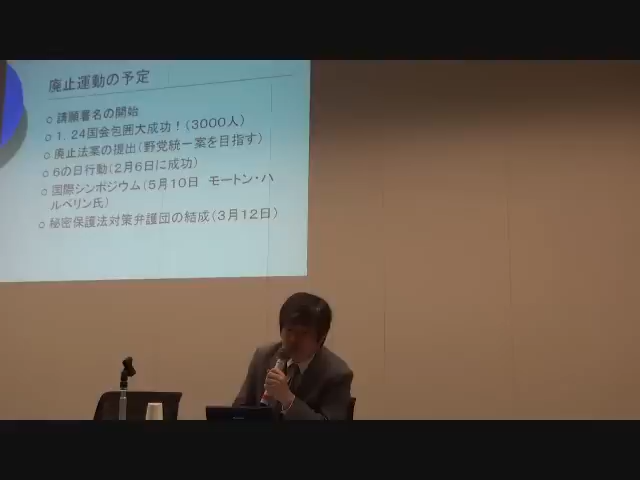 廃止運動の予定
○ 請願署名の開始
○ 1．24国会包囲大成功！（3000人）
○ 廃止法案の提出（野党統一案を目指す）
○ 6の日行動（2月6日に成功）
○ 国際シンポジウム（5月10日　モートン・ハ
ルペリン氏）
○ 秘密保護法対策弁護団の結成（3月12日）